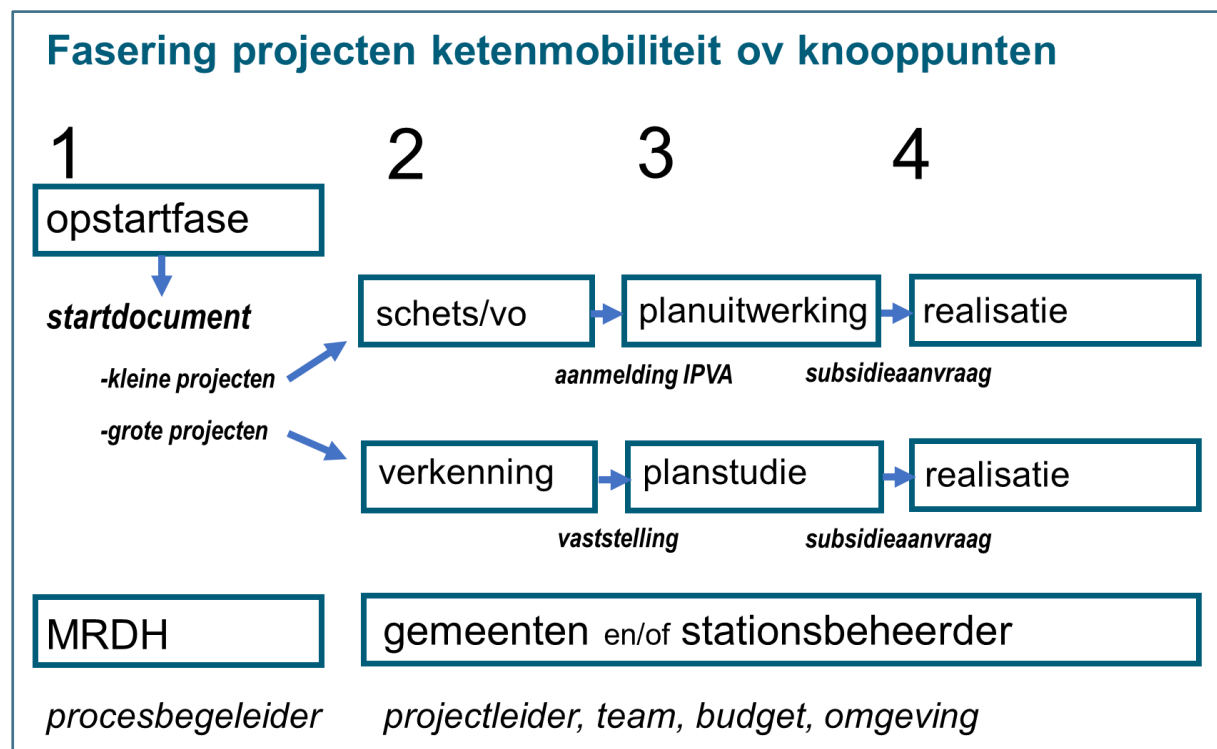 Fasering projecten ketenmobiliteit ov knooppunten
1 2 3 4
opstartfase
startdocument
-kleine projecten
-grote projecten
schets/vo planuitwerking realisatie
aanmelding IPVA subsidieaanvraag
verkenning planstudie realisatie
vaststelling subsidieaanvraag
MRDH gemeenten en/of stationsbeheerder
procesbegeleider projectleider, team, budget, omgeving